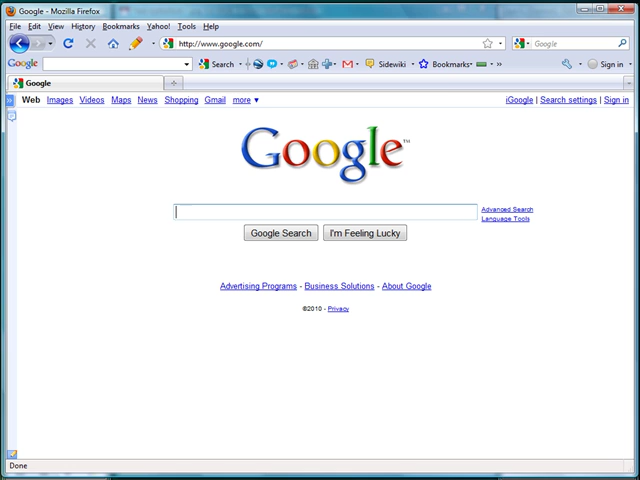 Google - Mozilla Firefox
File Edit View History Bookmarks Yahoo! Tools Help
http://www.google.com/ Google
Google Search Sidewiki Bookmarks Sign in
Google
Web Images Videos Maps News Shopping Gmail more ▼ iGoogle | Search settings | Sign in
Google™
Advanced Search
Language Tools
Google Search I'm Feeling Lucky
Advertising Programs - Business Solutions - About Google
©2010 - Privacy
Done